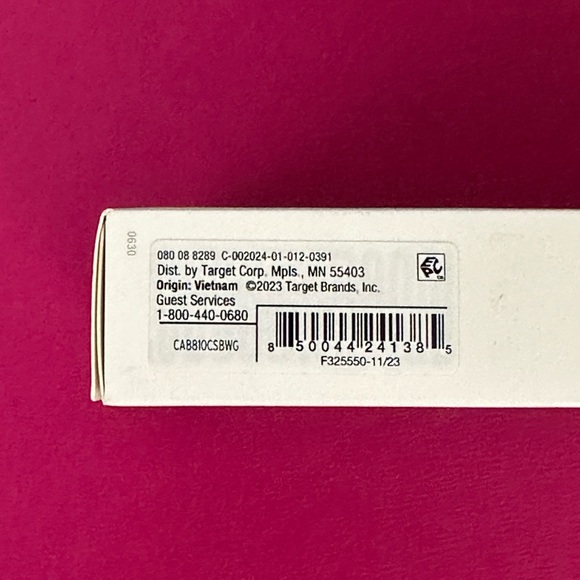 0630
080 08 8289 C-002024-01-012-0391
Dist. by Target Corp. Mpls., MN 55403
Origin: Vietnam ©2023 Target Brands, Inc.
Guest Services
1-800-440-0680
CAB810CSBWG
8 50044 24138 5
F325550-11/23